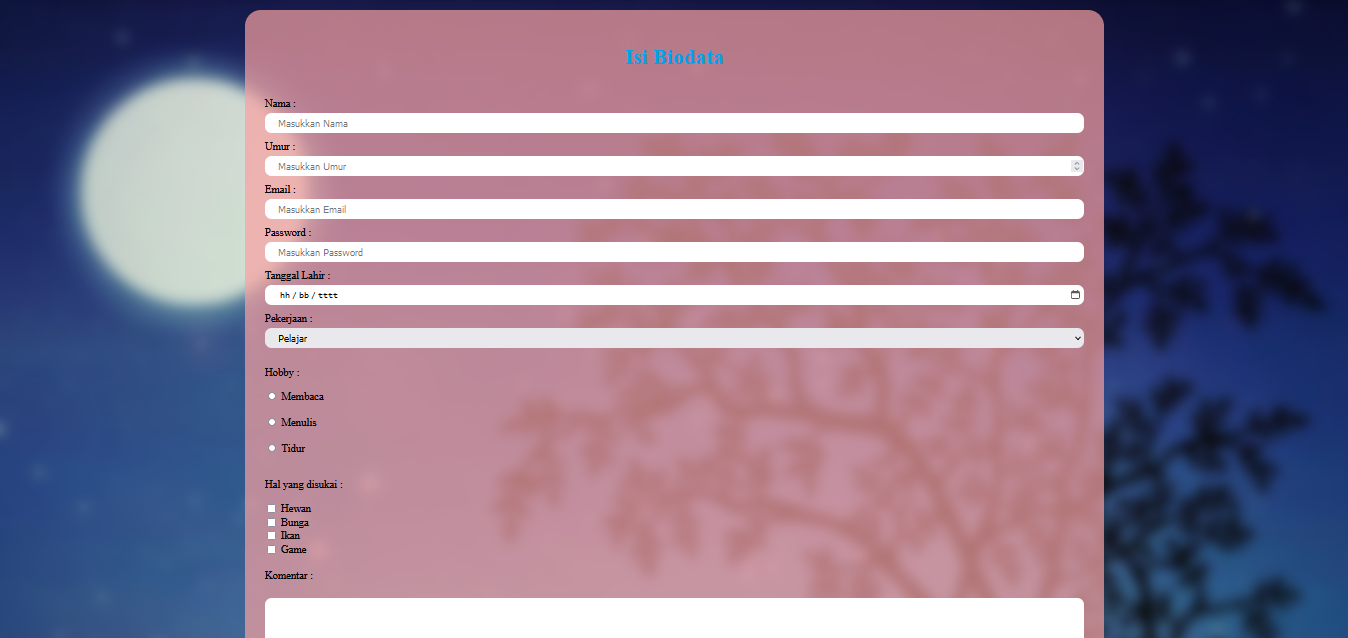 Isi Biodata
Nama :
Masukkan Nama
Umur :
Masukkan Umur
Email :
Masukkan Email
Password :
Masukkan Password
Tanggal Lahir :
hh / bb / tttt
Pekerjaan :
Pelajar
Hobby :
Membaca
Menulis
Tidur
Hal yang disukai :
Hewan
Bunga
Ikan
Game
Komentar :